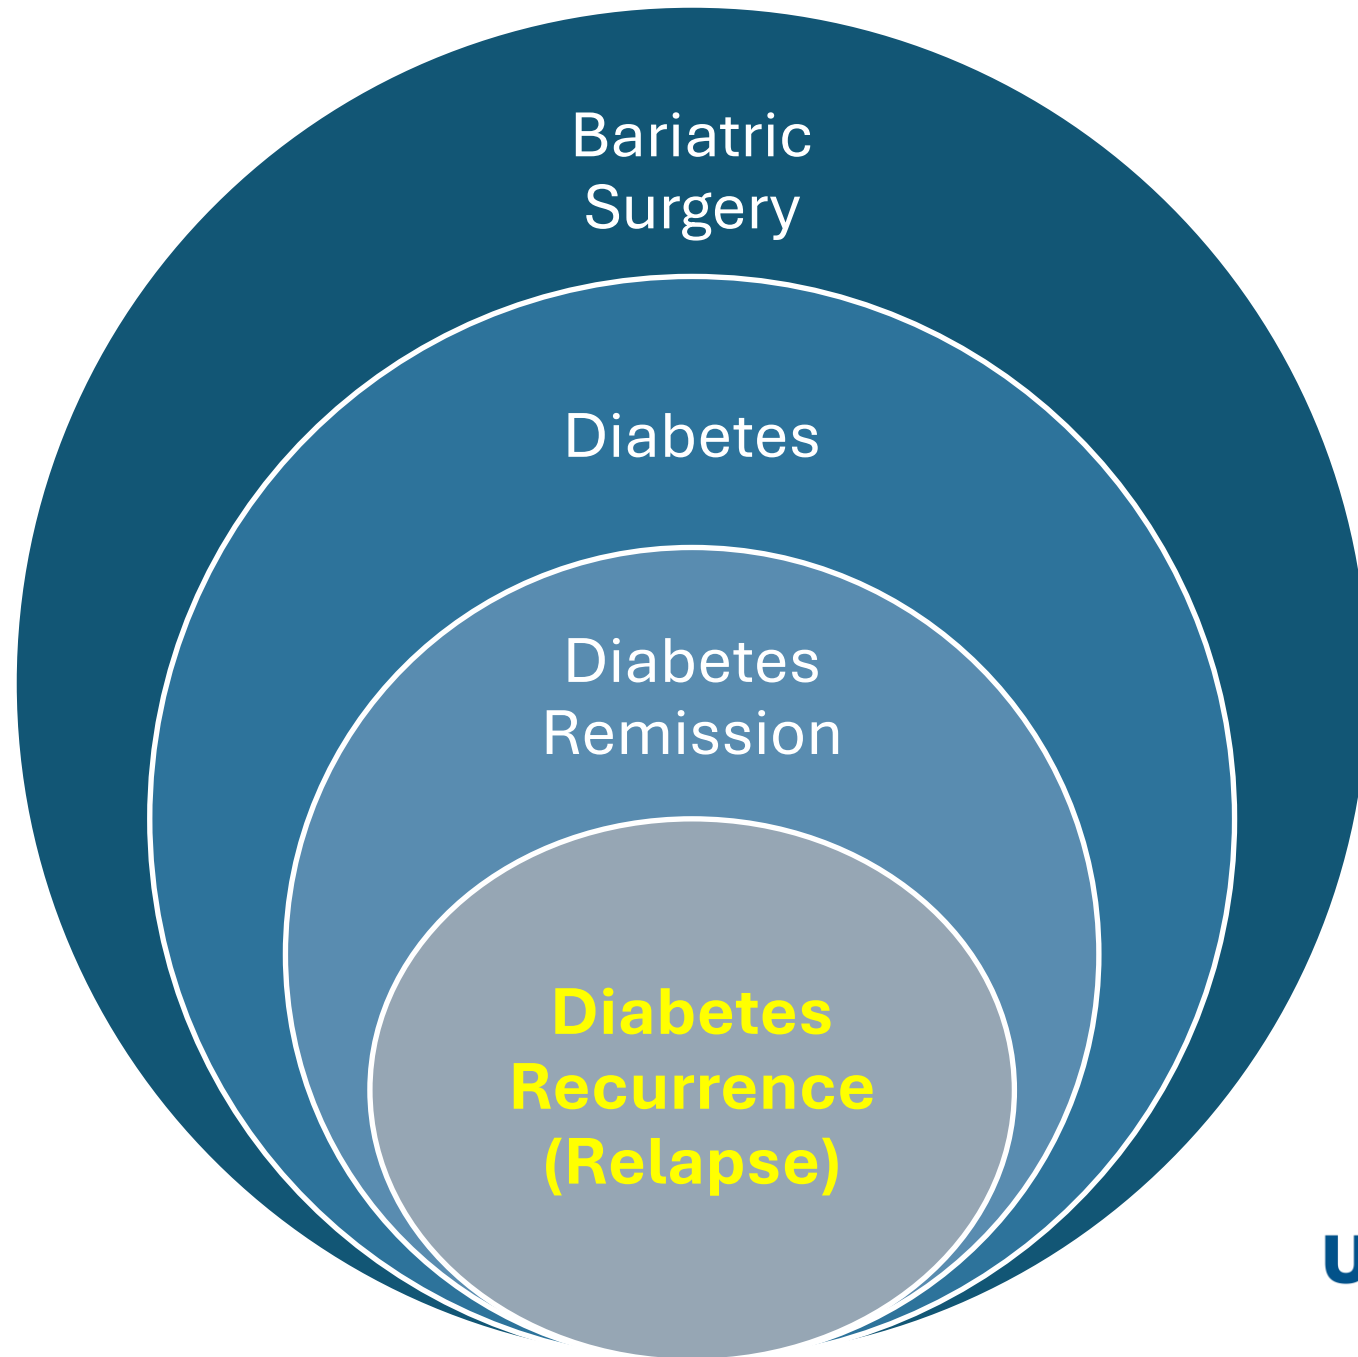 Bariatric
Surgery
Diabetes
Diabetes
Remission
Diabetes
Recurrence
(Relapse)